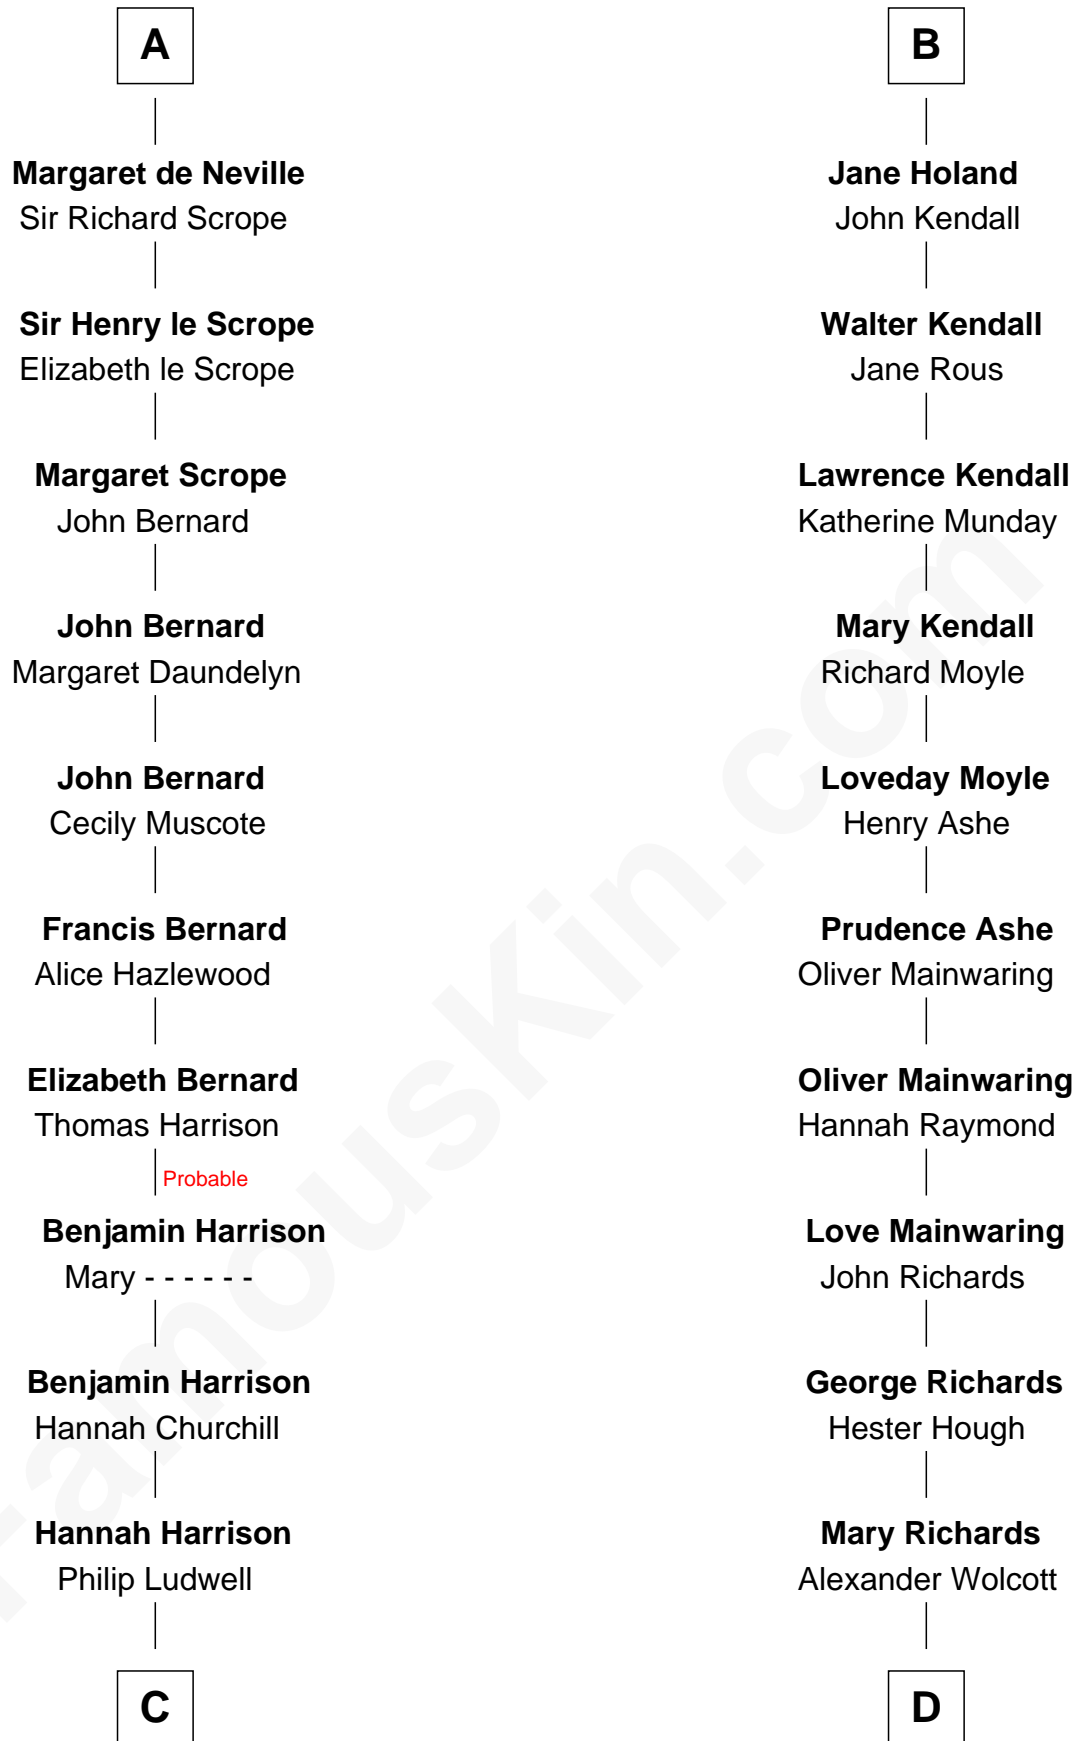 A
Margaret de Neville
Sir Richard Scrope
Sir Henry le Scrope
Elizabeth le Scrope
Margaret Scrope
John Bernard
John Bernard
Margaret Daundelyn
John Bernard
Cecily Muscote
Francis Bernard
Alice Hazlewood
Elizabeth Bernard
Thomas Harrison
Probable
Benjamin Harrison
Mary - - - - - -
Benjamin Harrison
Hannah Churchill
Hannah Harrison
Philip Ludwell
C
B
Jane Holand
John Kendall
Walter Kendall
Jane Rous
Lawrence Kendall
Katherine Munday
Mary Kendall
Richard Moyle
Loveday Moyle
Henry Ashe
Prudence Ashe
Oliver Mainwaring
Oliver Mainwaring
Hannah Raymond
Love Mainwaring
John Richards
George Richards
Hester Hough
Mary Richards
Alexander Wolcott
D
FamousKin.com